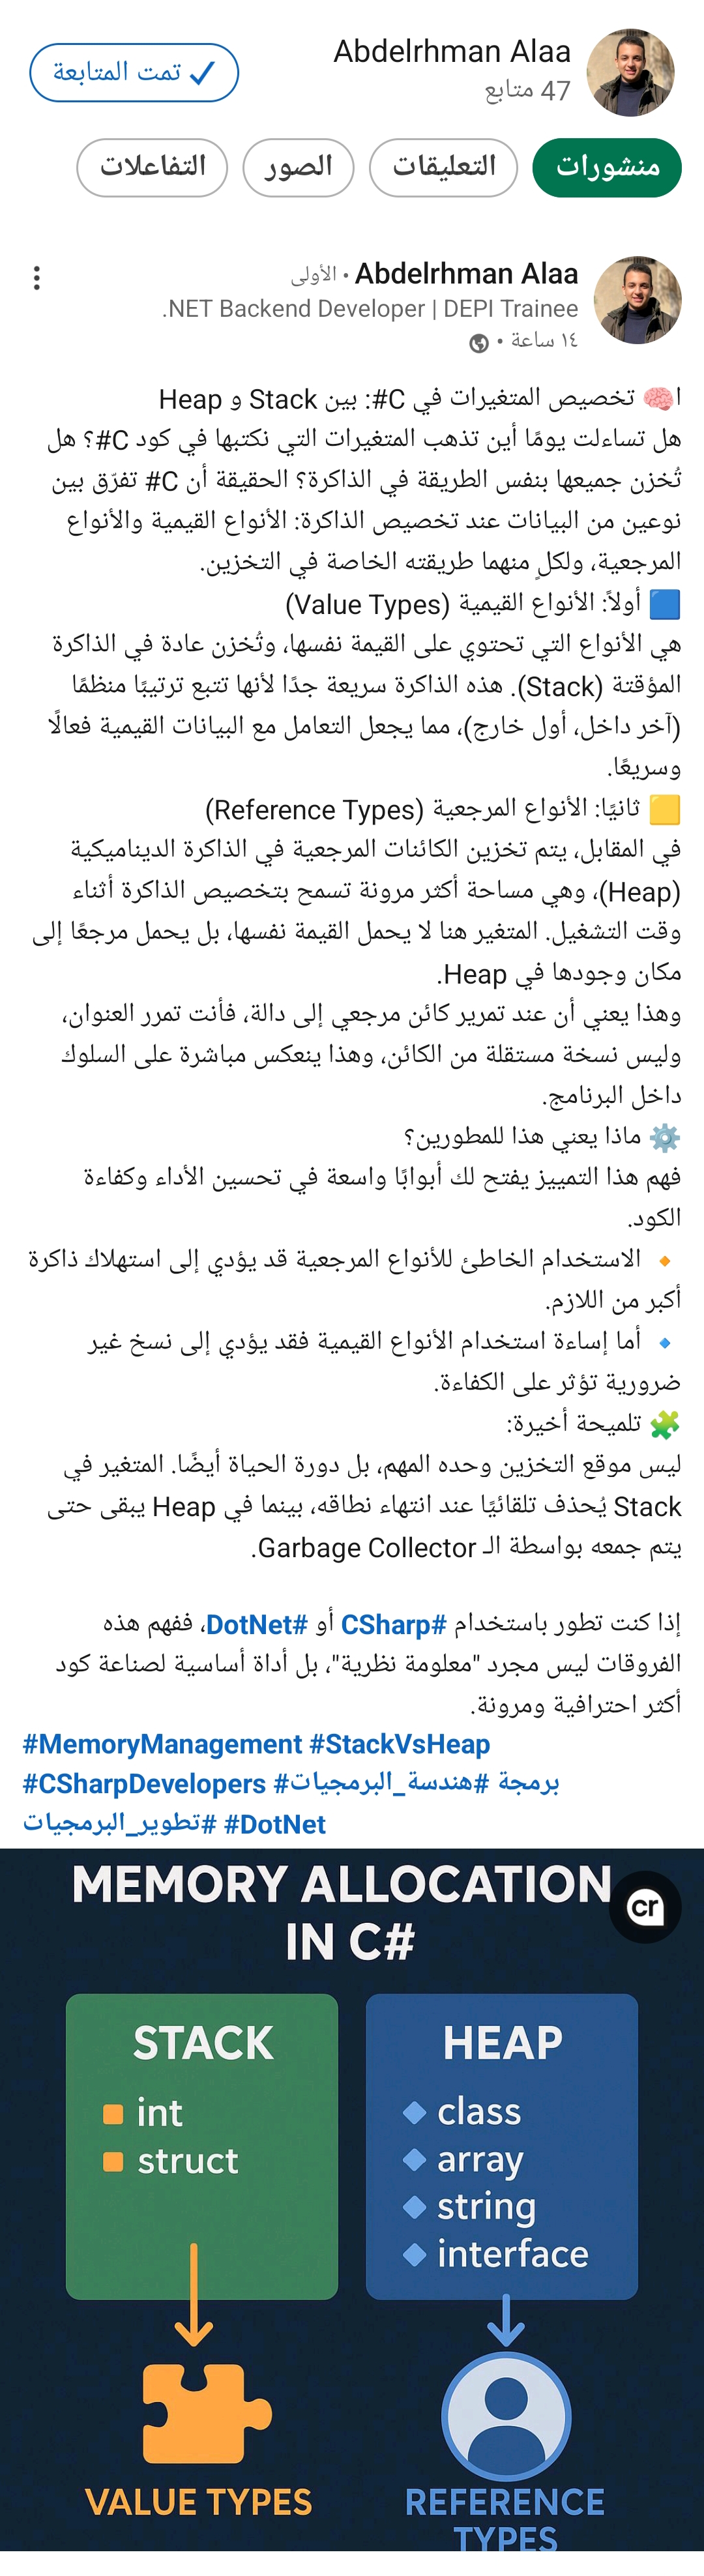 Abdelrhman Alaa
47 متابع
تمت المتابعة
منشورات
التعليقات
الصور
التفاعلات
Abdelrhman Alaa • الأولى
.NET Backend Developer | DEPI Trainee
١٤ ساعة •
ا🧠 تخصيص المتغيرات في C#: بين Stack و Heap
هل تساءلت يومًا أين تذهب المتغيرات التي نكتبها في كود C#؟ هل
تُخزن جميعها بنفس الطريقة في الذاكرة؟ الحقيقة أن C# تفرّق بين
نوعين من البيانات عند تخصيص الذاكرة: الأنواع القيمية والأنواع
المرجعية، ولكلٍ منهما طريقته الخاصة في التخزين.
🟦 أولاً: الأنواع القيمية (Value Types)
هي الأنواع التي تحتوي على القيمة نفسها، وتُخزن عادة في الذاكرة
المؤقتة (Stack). هذه الذاكرة سريعة جدًا لأنها تتبع ترتيبًا منظمًا
(آخر داخل، أول خارج)، مما يجعل التعامل مع البيانات القيمية فعالًا
وسريعًا.
🟨 ثانيًا: الأنواع المرجعية (Reference Types)
في المقابل، يتم تخزين الكائنات المرجعية في الذاكرة الديناميكية
(Heap)، وهي مساحة أكثر مرونة تسمح بتخصيص الذاكرة أثناء
وقت التشغيل. المتغير هنا لا يحمل القيمة نفسها، بل يحمل مرجعًا إلى
مكان وجودها في Heap.
وهذا يعني أن عند تمرير كائن مرجعي إلى دالة، فأنت تمرر العنوان،
وليس نسخة مستقلة من الكائن، وهذا ينعكس مباشرة على السلوك
داخل البرنامج.
⚙️ ماذا يعني هذا للمطورين؟
فهم هذا التمييز يفتح لك أبوابًا واسعة في تحسين الأداء وكفاءة
الكود.
🔸 الاستخدام الخاطئ للأنواع المرجعية قد يؤدي إلى استهلاك ذاكرة
أكبر من اللازم.
🔹 أما إساءة استخدام الأنواع القيمية فقد يؤدي إلى نسخ غير
ضرورية تؤثر على الكفاءة.
🧩 تلميحة أخيرة:
ليس موقع التخزين وحده المهم، بل دورة الحياة أيضًا. المتغير في
Stack يُحذف تلقائيًا عند انتهاء نطاقه، بينما في Heap يبقى حتى
يتم جمعه بواسطة الـ Garbage Collector.
إذا كنت تطور باستخدام #CSharp أو #DotNet، ففهم هذه
الفروقات ليس مجرد "معلومة نظرية"، بل أداة أساسية لصناعة كود
أكثر احترافية ومرونة.
#MemoryManagement #StackVsHeap
#CSharpDevelopers #برمجة #هندسة_البرمجيات
#تطوير_البرمجيات #DotNet
MEMORY ALLOCATION
IN C#
cr
STACK
int
struct
HEAP
class
array
string
interface
VALUE TYPES
REFERENCE
TYPES